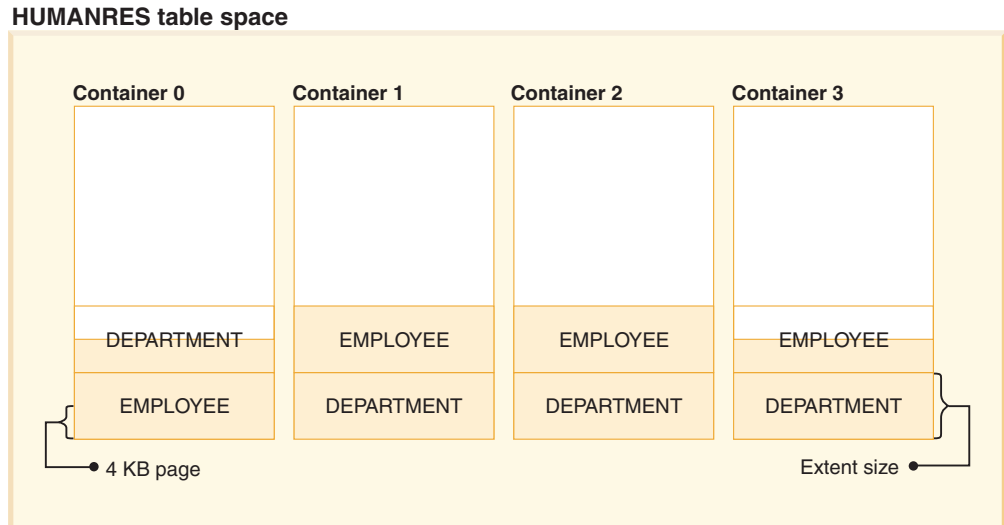 HUMANRES table space
Container 0 Container 1 Container 2 Container 3
DEPARTMENT EMPLOYEE EMPLOYEE EMPLOYEE
EMPLOYEE DEPARTMENT DEPARTMENT DEPARTMENT
4 KB page Extent size